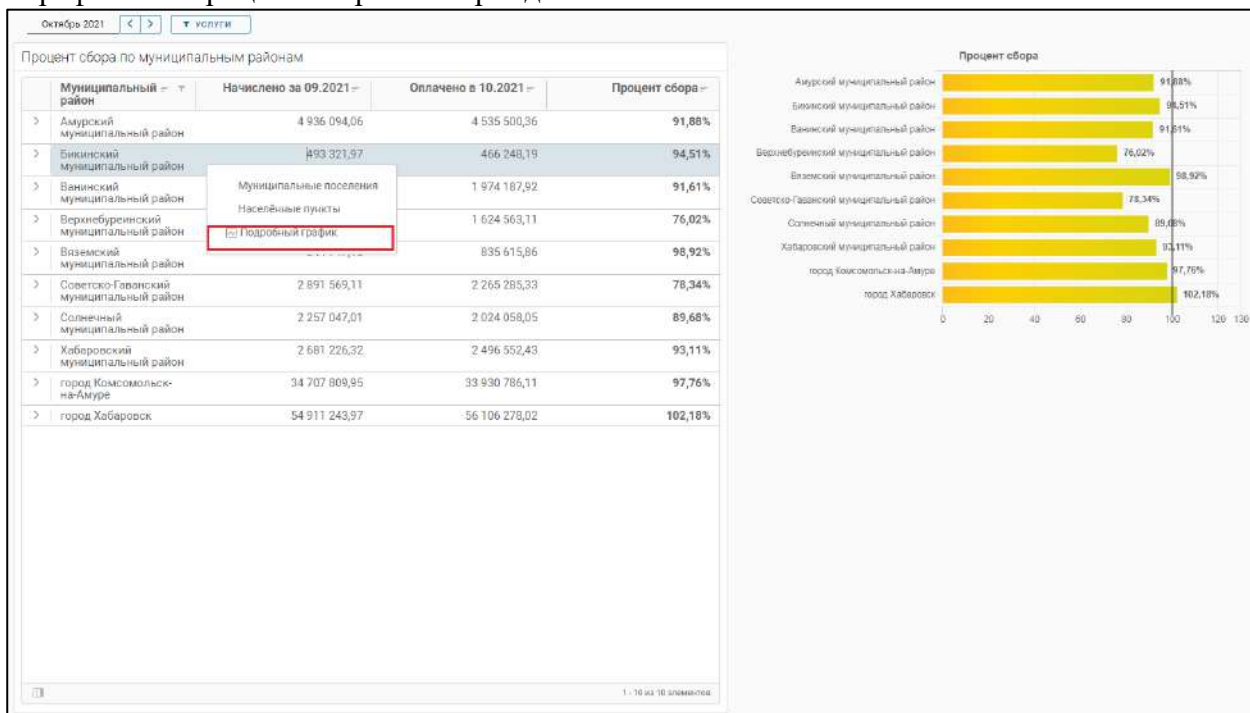 Октябрь 2021 < > УСЛУГИ
Процент сбора по муниципальным районам
Муниципальный район Начислено за 09.2021 Оплачено в 10.2021 Процент сбора
Амурский муниципальный район 4 936 094,06 4 535 500,36 91,88%
Бикинский муниципальный район 493 321,97 466 248,19 94,51%
Ванинский муниципальный район 1 974 187,92 91,61%
Верхнебуреинский муниципальный район 1 624 563,11 76,02%
Вяземский муниципальный район 835 615,86 98,92%
Советско-Гаванский муниципальный район 2 891 569,11 2 265 285,33 78,34%
Солнечный муниципальный район 2 257 047,01 2 024 058,05 89,68%
Хабаровский муниципальный район 2 681 226,32 2 496 552,43 93,11%
город Комсомольск-на-Амуре 34 707 809,95 33 930 786,11 97,76%
город Хабаровск 54 911 243,97 56 106 278,02 102,18%
Муниципальные поселения
Населённые пункты
Подробный график
1 - 10 из 10 элементов
Процент сбора
Амурский муниципальный район 91,88%
Бикинский муниципальный район 94,51%
Ванинский муниципальный район 91,61%
Верхнебуреинский муниципальный район 76,02%
Вяземский муниципальный район 98,92%
Советско-Гаванский муниципальный район 78,34%
Солнечный муниципальный район 89,68%
Хабаровский муниципальный район 93,11%
город Комсомольск-на-Амуре 97,76%
город Хабаровск 102,18%
0 20 40 60 80 100 120 130